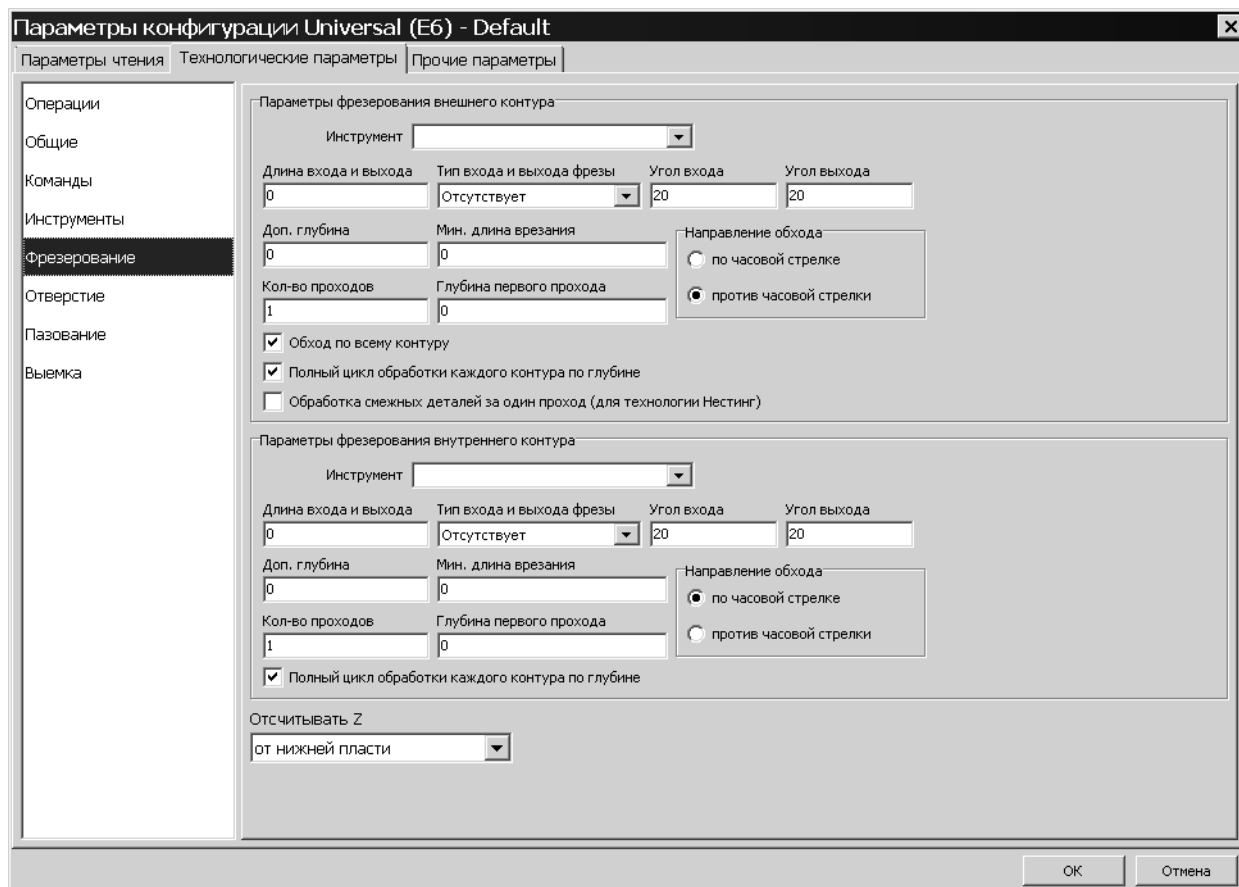 Параметры конфигурации Universal (E6) - Default
Параметры чтения Технологические параметры Прочие параметры
Операции
Общие
Команды
Инструменты
Фрезерование
Отверстие
Пазование
Выемка
Параметры фрезерования внешнего контура
Инструмент
Длина входа и выхода Тип входа и выхода фрезы Угол входа Угол выхода
0 Отсутствует 20 20
Доп. глубина Мин. длина врезания Направление обхода
0 0 по часовой стрелке
Кол-во проходов Глубина первого прохода против часовой стрелки
1 0
Обход по всему контуру
Полный цикл обработки каждого контура по глубине
Обработка смежных деталей за один проход (для технологии Нестинг)
Параметры фрезерования внутреннего контура
Инструмент
Длина входа и выхода Тип входа и выхода фрезы Угол входа Угол выхода
0 Отсутствует 20 20
Доп. глубина Мин. длина врезания Направление обхода
0 0 по часовой стрелке
Кол-во проходов Глубина первого прохода против часовой стрелки
1 0
Полный цикл обработки каждого контура по глубине
Отсчитывать Z
от нижней пласти
ОК Отмена